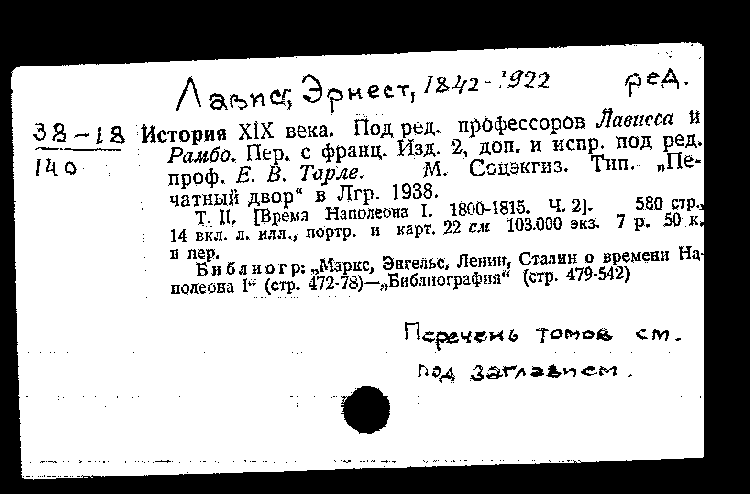 Лависс, Эрнест, 1842-1922 ред.
38-18
140
История XIX века. Под ред. профессоров Лависса и
Рамбо. Пер. с франц. Изд. 2, доп. и испр. под ред.
проф. Е. В. Тарле. М. Соцэкгиз. Тип. „Пе-
чатный двор“ в Лгр. 1938.
Т. II. [Время Наполеона I. 1800-1815. Ч. 2]. 580 стр.,
14 вкл. л. илл., портр. и карт. 22 см 103.000 экз. 7 р. 50 к.
в пер.
Библиогр: „Маркс, Энгельс, Ленин, Сталин о времени На-
полеона I“ (стр. 472-78)—„Библиография“ (стр. 479-542)
Перечень томов см.
под заглавием.